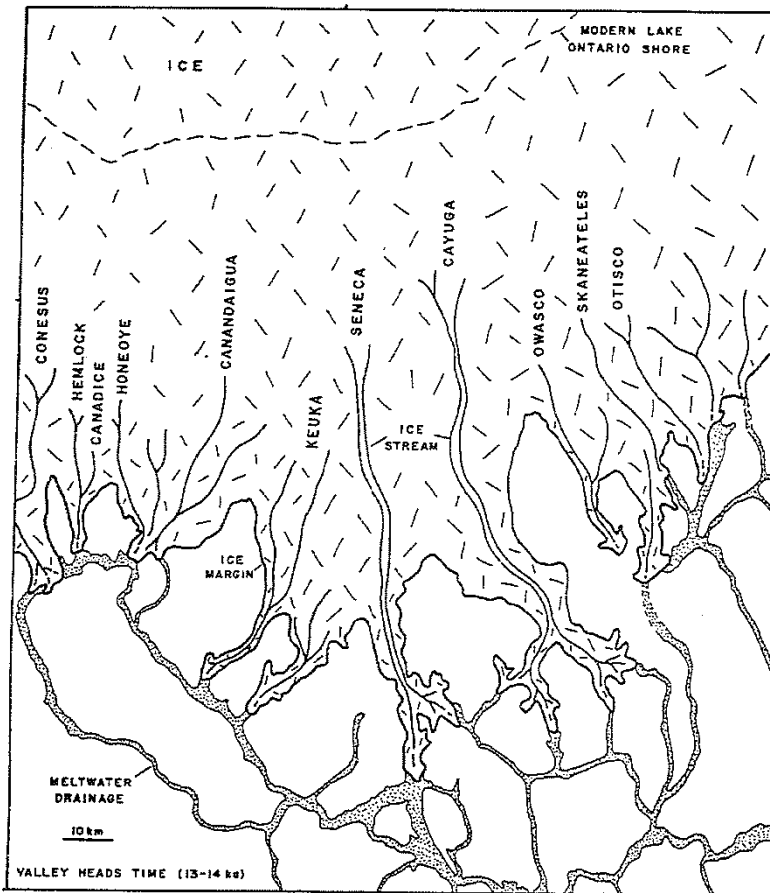 MODERN LAKE
ONTARIO SHORE
ICE
CONESUS
HEMLOCK
CANADICE
HONEOYE
CANANDAIGUA
KEUKA
SENECA
CAYUGA
OWASCO
SKANEATELES
OTISCO
ICE
STREAM
ICE
MARGIN
MELTWATER
DRAINAGE
10 km
VALLEY HEADS TIME (13-14 ka)